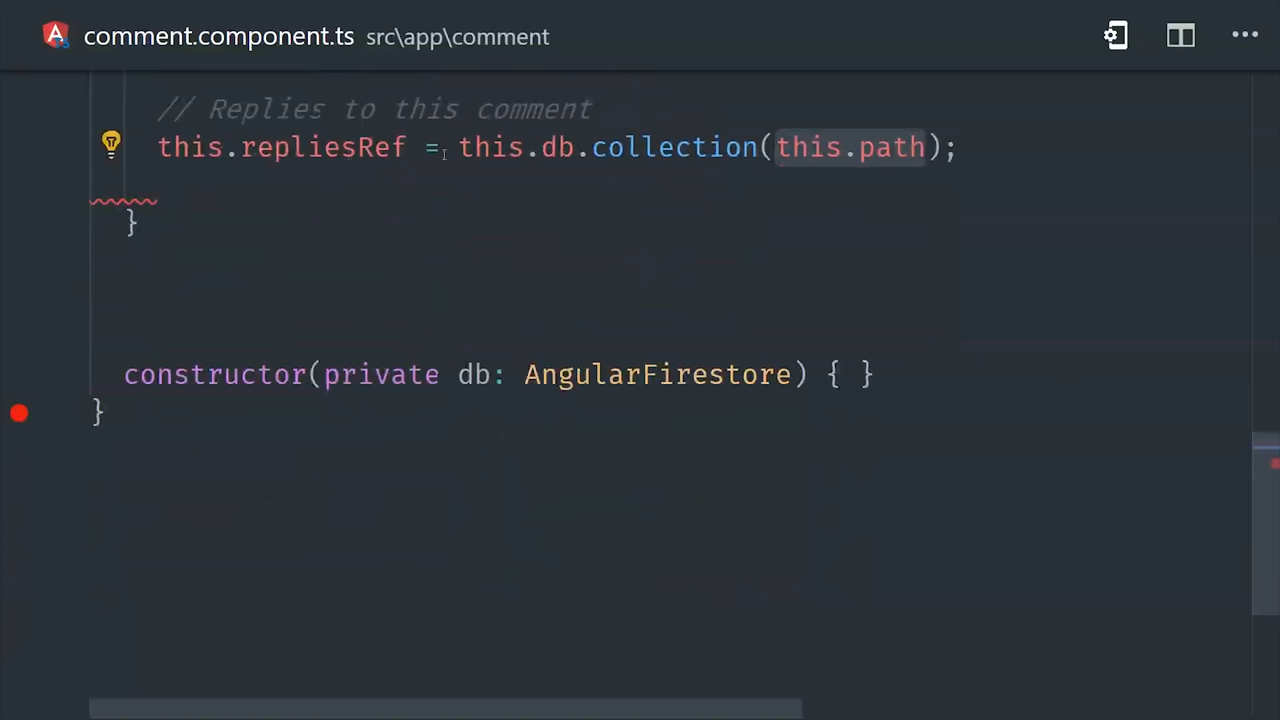 comment.component.ts src\app\comment
// Replies to this comment
this.repliesRef = this.db.collection(this.path);
}
constructor(private db: AngularFirestore) { }
}